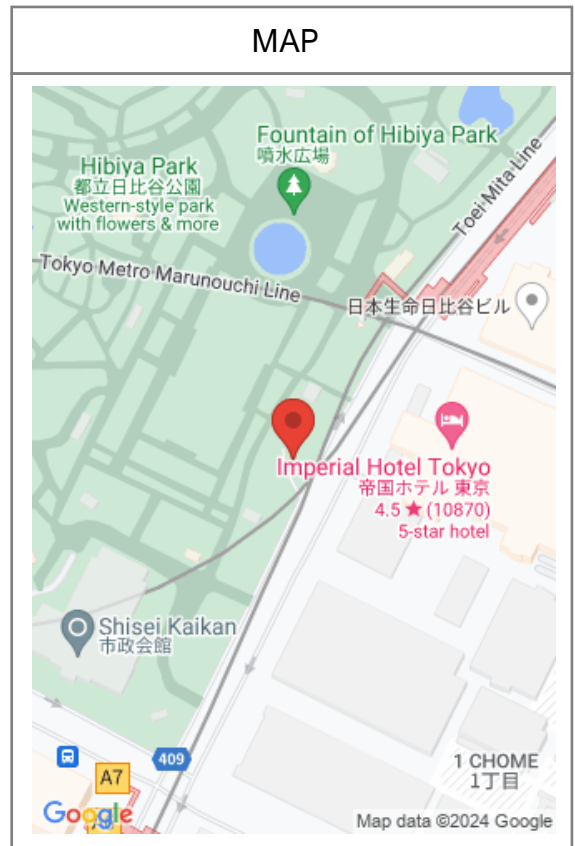 MAP
Fountain of Hibiya Park
噴水広場
Hibiya Park
都立日比谷公園
Western-style park
with flowers & more
Toei Mita Line
Tokyo Metro Marunouchi Line
日本生命日比谷ビル
Imperial Hotel Tokyo
帝国ホテル 東京
4.5 ★ (10870)
5-star hotel
Shisei Kaikan
市政会館
409
A7
1 CHOME
1丁目
Google
Map data ©2024 Google